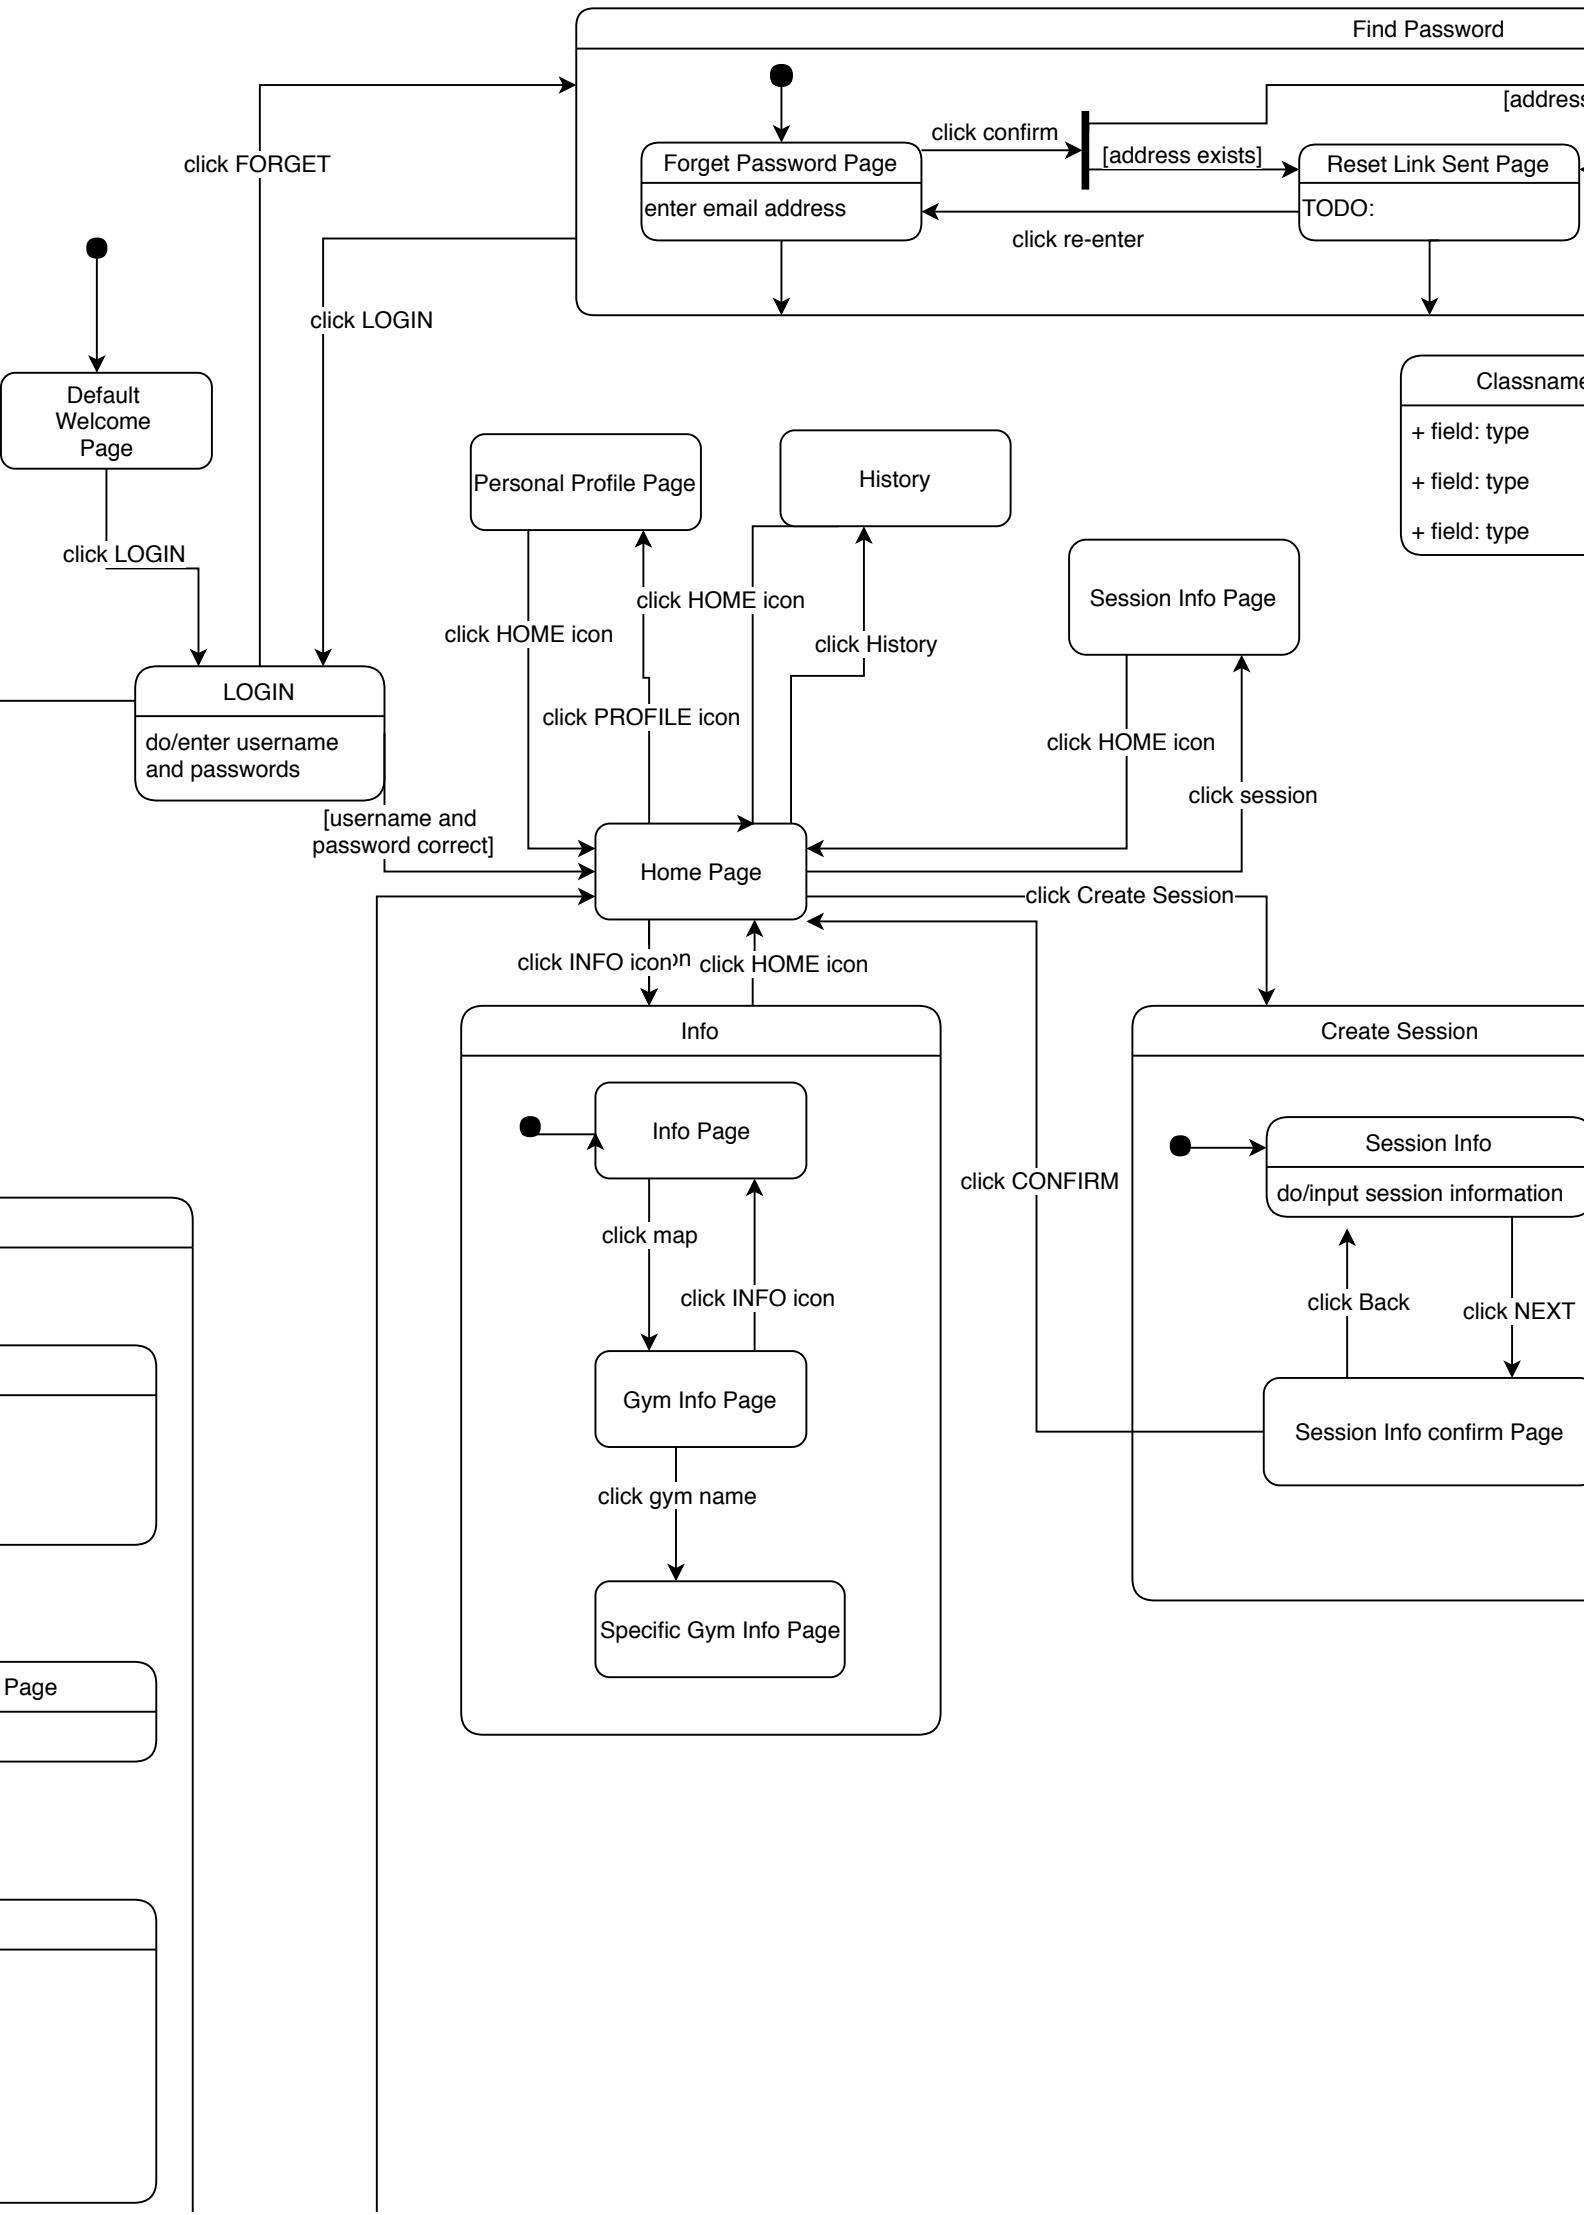 Find Password
[address
click confirm
[address exists]
click FORGET
Forget Password Page
Reset Link Sent Page
enter email address
TODO:
click re-enter
click LOGIN
Default
Welcome
Page
Classname
+ field: type
+ field: type
+ field: type
Personal Profile Page
History
click LOGIN
Session Info Page
click HOME icon
click HOME icon
click History
LOGIN
click PROFILE icon
do/enter username
and passwords
click HOME icon
click session
[username and
password correct]
Home Page
click Create Session
click INFO icon
click HOME icon
Info
Create Session
Info Page
Session Info
click CONFIRM
do/input session information
click map
click INFO icon
click Back
click NEXT
Gym Info Page
Session Info confirm Page
click gym name
Specific Gym Info Page
Page